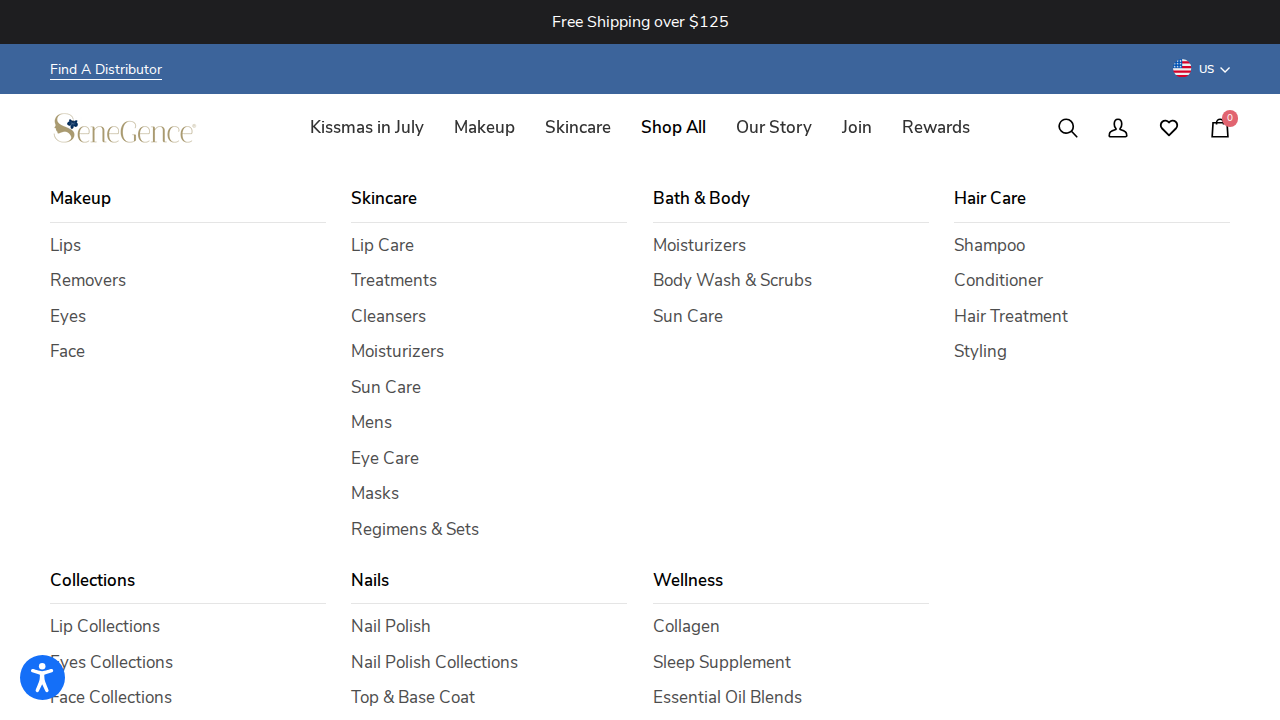 Free Shipping over $125
Find A Distributor
US
SeneGence®
Kissmas in July
Makeup
Skincare
Shop All
Our Story
Join
Rewards
0
Makeup
Lips
Removers
Eyes
Face
Skincare
Lip Care
Treatments
Cleansers
Moisturizers
Sun Care
Mens
Eye Care
Masks
Regimens & Sets
Bath & Body
Moisturizers
Body Wash & Scrubs
Sun Care
Hair Care
Shampoo
Conditioner
Hair Treatment
Styling
Collections
Lip Collections
Eyes Collections
Face Collections
Nails
Nail Polish
Nail Polish Collections
Top & Base Coat
Wellness
Collagen
Sleep Supplement
Essential Oil Blends